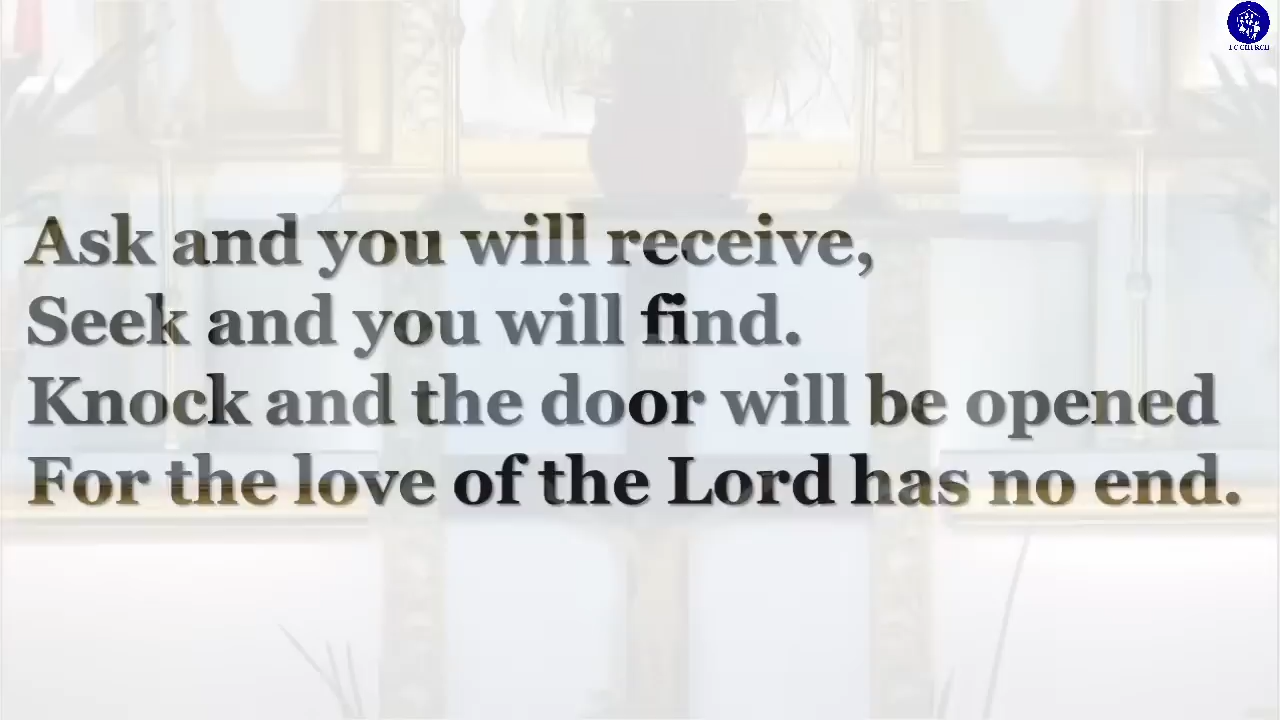 J C CHURCH
Ask and you will receive,
Seek and you will find.
Knock and the door will be opened
For the love of the Lord has no end.